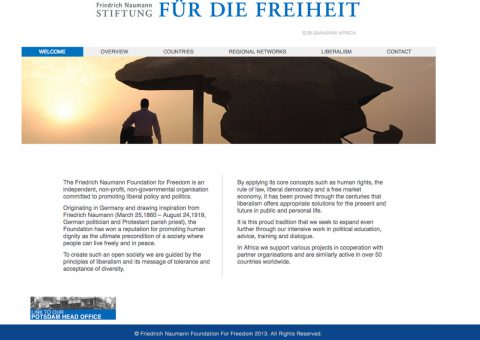 Friedrich Naumann
STIFTUNG FÜR DIE FREIHEIT
SUB-SAHARAN AFRICA
WELCOME OVERVIEW COUNTRIES REGIONAL NETWORKS LIBERALISM CONTACT
The Friedrich Naumann Foundation for Freedom is an
independent, non-profit, non-governmental organisation
committed to promoting liberal policy and politics.
Originating in Germany and drawing inspiration from
Friedrich Naumann (March 25,1860 – August 24,1919,
German politician and Protestant parish priest), the
Foundation has won a reputation for promoting human
dignity as the ultimate precondition of a society where
people can live freely and in peace.
To create such an open society we are guided by the
principles of liberalism and its message of tolerance and
acceptance of diversity.
By applying its core concepts such as human rights, the
rule of law, liberal democracy and a free market
economy, it has been proved through the centuries that
liberalism offers appropriate solutions for the present and
future in public and personal life.
It is this proud tradition that we seek to expand even
further through our intensive work in political education,
advice, training and dialogue.
In Africa we support various projects in cooperation with
partner organisations and are similarly active in over 50
countries worldwide.
LINK TO OUR
POTSDAM HEAD OFFICE
© Friedrich Naumann Foundation For Freedom 2013. All Rights Reserved.